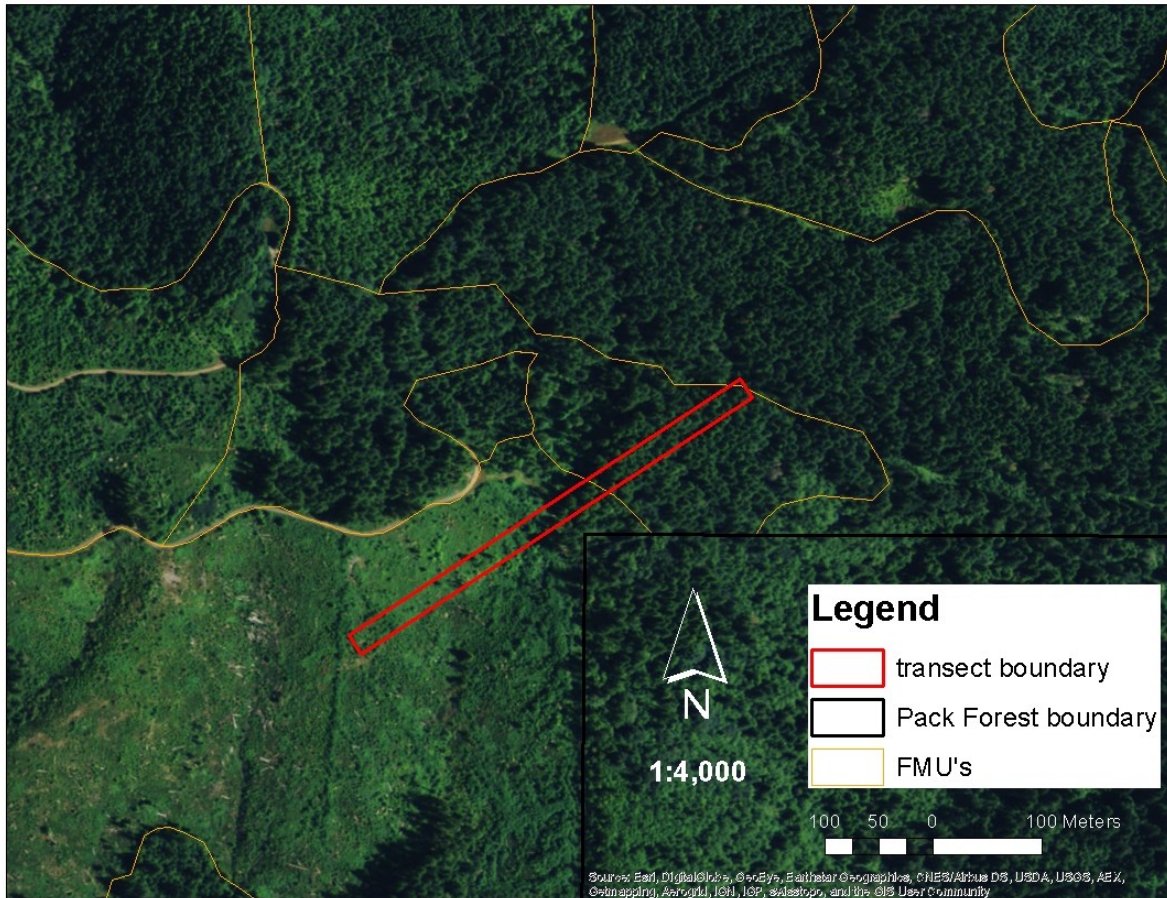 Legend
transect boundary
Pack Forest boundary
FMU's
N
1:4,000
100 50 0 100 Meters
Source: Esri, DigitalGlobe, GeoEye, Earthstar Geographics, CNES/Airbus DS, USDA, USGS, AEX,
Getmapping, Aerogrid, IGN, IGP, swisstopo, and the GIS User Community